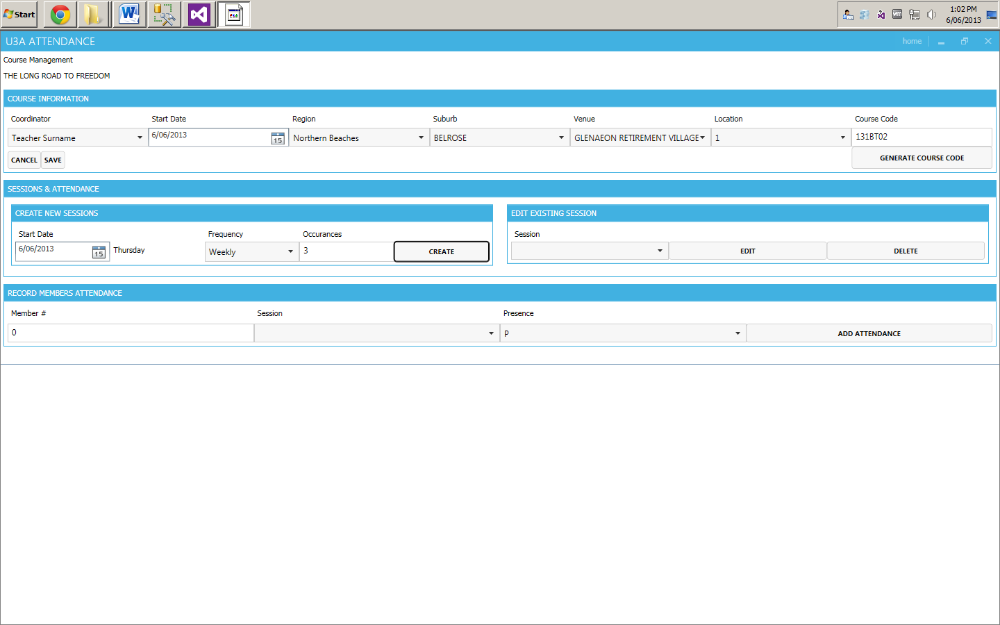 Start
1:02 PM
6/06/2013
U3A ATTENDANCE
home
Course Management
THE LONG ROAD TO FREEDOM
COURSE INFORMATION
Coordinator Start Date Region Suburb Venue Location Course Code
Teacher Surname 6/06/2013 15 Northern Beaches BELROSE GLENAEON RETIREMENT VILLAGE 1 131BT02
CANCEL SAVE GENERATE COURSE CODE
SESSIONS & ATTENDANCE
CREATE NEW SESSIONS EDIT EXISTING SESSION
Start Date Frequency Occurances Session
6/06/2013 15 Thursday Weekly 3 CREATE EDIT DELETE
RECORD MEMBERS ATTENDANCE
Member # Session Presence
0 P ADD ATTENDANCE